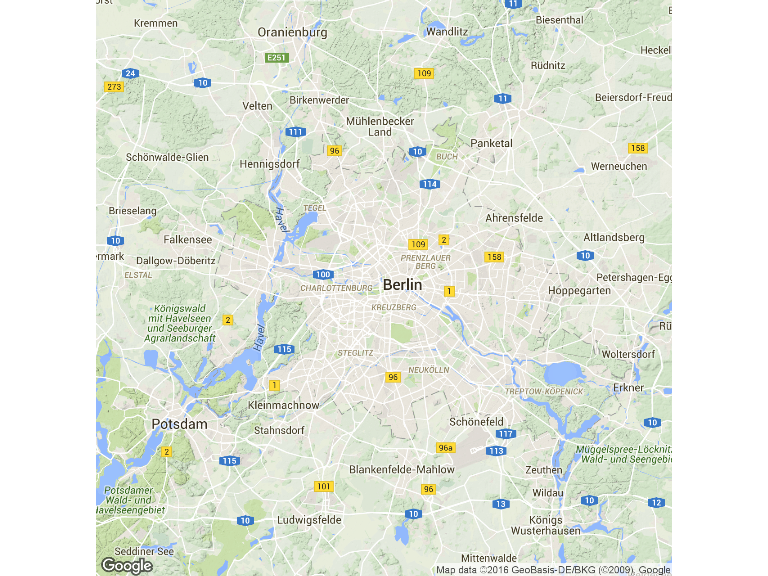 Kremmen
Oranienburg
Wandlitz
11
Biesenthal
Heckel
E251
Rüdnitz
24
10
109
273
Velten
Birkenwerder
11
Beiersdorf-Freud
111
Mühlenbecker
Land
Panketal
Schönwalde-Glien
96
10
BUCH
158
Hennigsdorf
114
Werneuchen
Brieselang
TEGEL
Havel
Ahrensfelde
10
Falkensee
109
2
Altlandsberg
Dallgow-Döberitz
PRENZLAUER
BERG
158
10
ermark
ELSTAL
100
Petershagen-Egg
CHARLOTTENBURG
Berlin
1
Höppegarten
KREUZBERG
Königswald
mit Havelseen
und Seeburger
Agrarlandschaft
2
Havel
Rü
115
STEGLITZ
Woltersdorf
NEUKÖLLN
1
96
TREPTOW-KÖPENICK
Erkner
Kleinmachnow
Potsdam
Stahnsdorf
Schönefeld
10
117
2
115
96a
113
Müggelspree-Löcknitz
Wald- und Seengebie
Blankenfelde-Mahlow
Zeuthen
Potsdamer
Wald- und
Havelseengebiet
101
96
Wildau
13
10
12
10
Ludwigsfelde
10
Königs
Wusterhausen
Seddiner See
Mittenwalde
Google
Map data ©2016 GeoBasis-DE/BKG (©2009), Google